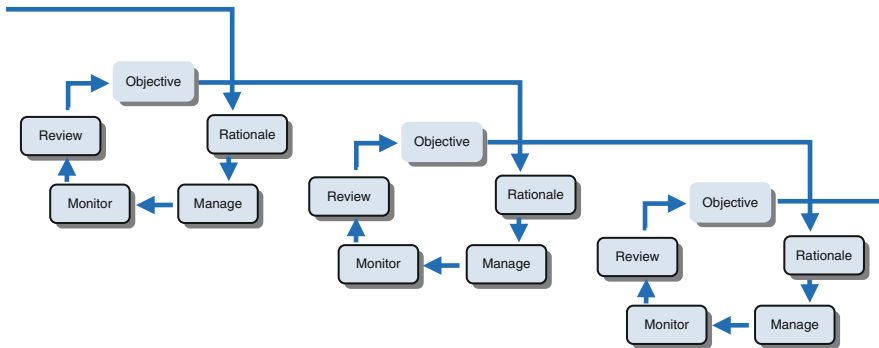 Objective
Review
Rationale
Monitor
Manage
Objective
Review
Rationale
Monitor
Manage
Objective
Review
Rationale
Monitor
Manage